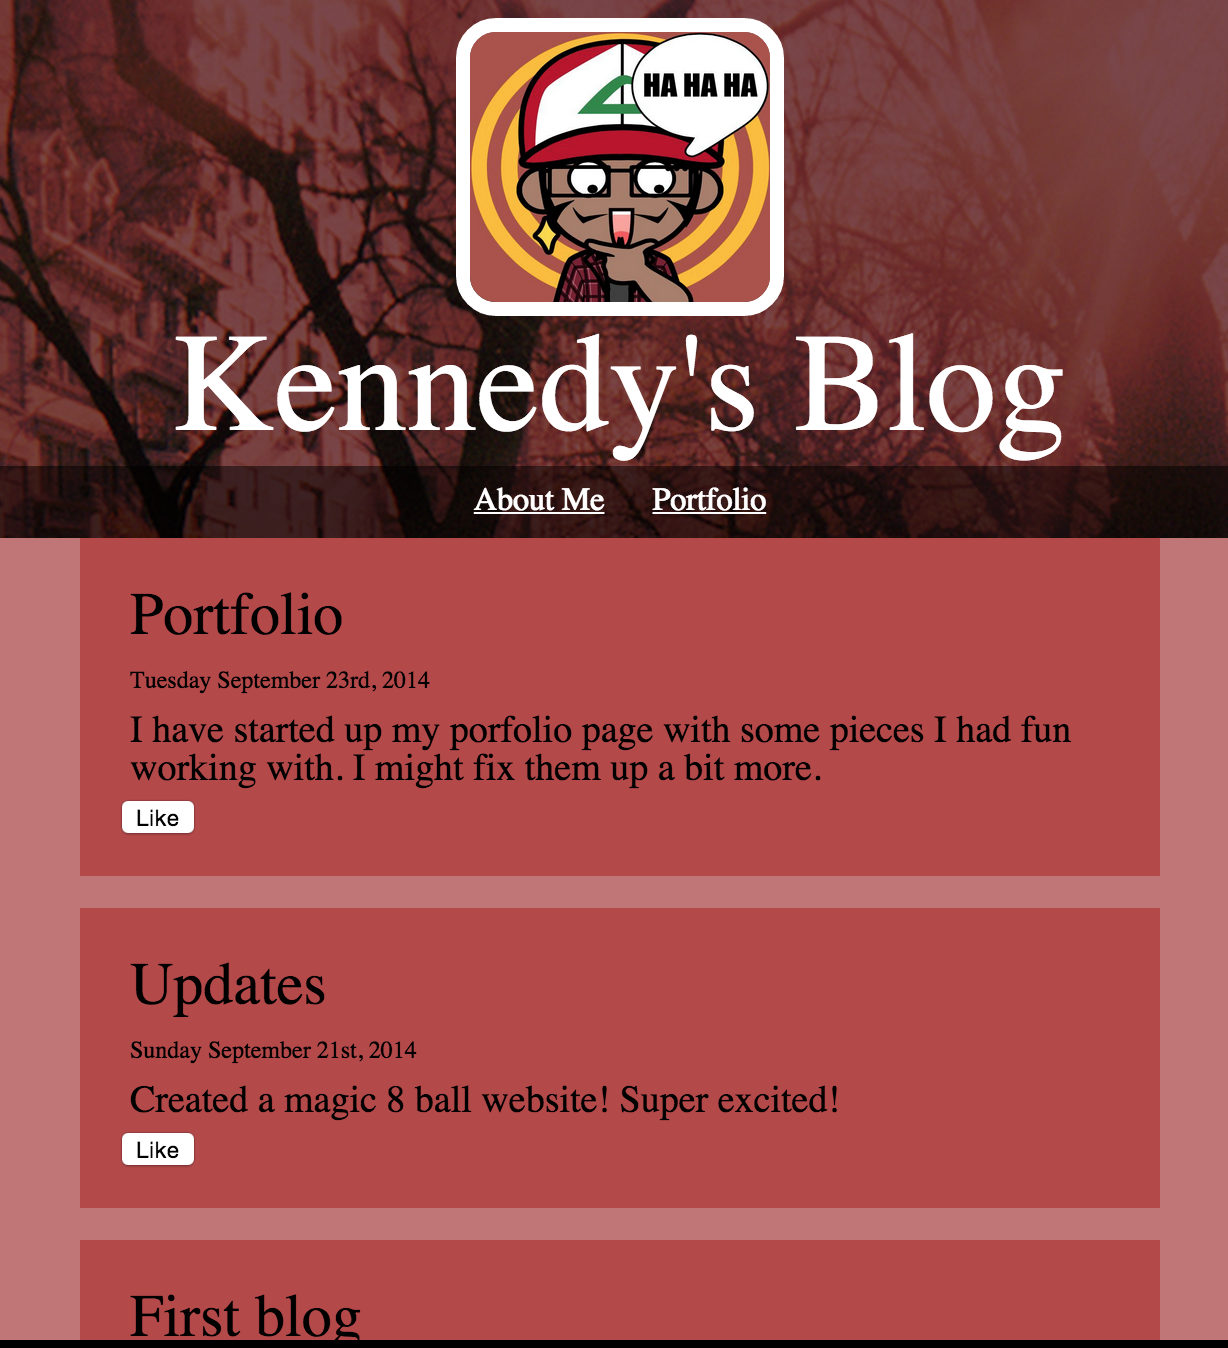 HA HA HA
Kennedy's Blog
About Me Portfolio
Portfolio
Tuesday September 23rd, 2014
I have started up my porfolio page with some pieces I had fun
working with. I might fix them up a bit more.
Like
Updates
Sunday September 21st, 2014
Created a magic 8 ball website! Super excited!
Like
First blog